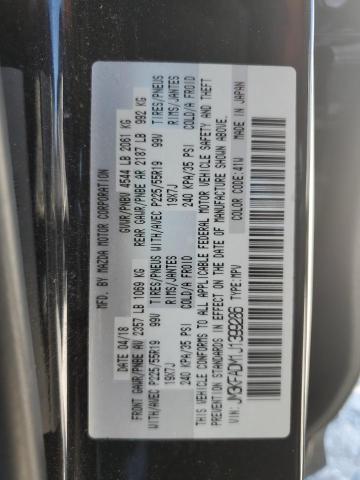 MFD. BY: MAZDA MOTOR CORPORATION
DATE: 04/18 GVWR/PNBV 4544 LB 2061 KG
FRONT GAWR/PNBE AV 2357 LB 1069 KG REAR GAWR/PNBE AR 2187 LB 992 KG
WITH/AVEC P225/55R19 99V TIRES/PNEUS WITH/AVEC P225/55R19 99V TIRES/PNEUS
19X7J RIMS/JANTES 19X7J RIMS/JANTES
240 KPA/35 PSI COLD/A FROID 240 KPA/35 PSI COLD/A FROID
THIS VEHICLE CONFORMS TO ALL APPLICABLE FEDERAL MOTOR VEHICLE SAFETY AND THEFT
PREVENTION STANDARDS IN EFFECT ON THE DATE OF MANUFACTURE SHOWN ABOVE.
VIN: TYPE:MPV COLOR CODE:41W MADE IN JAPAN